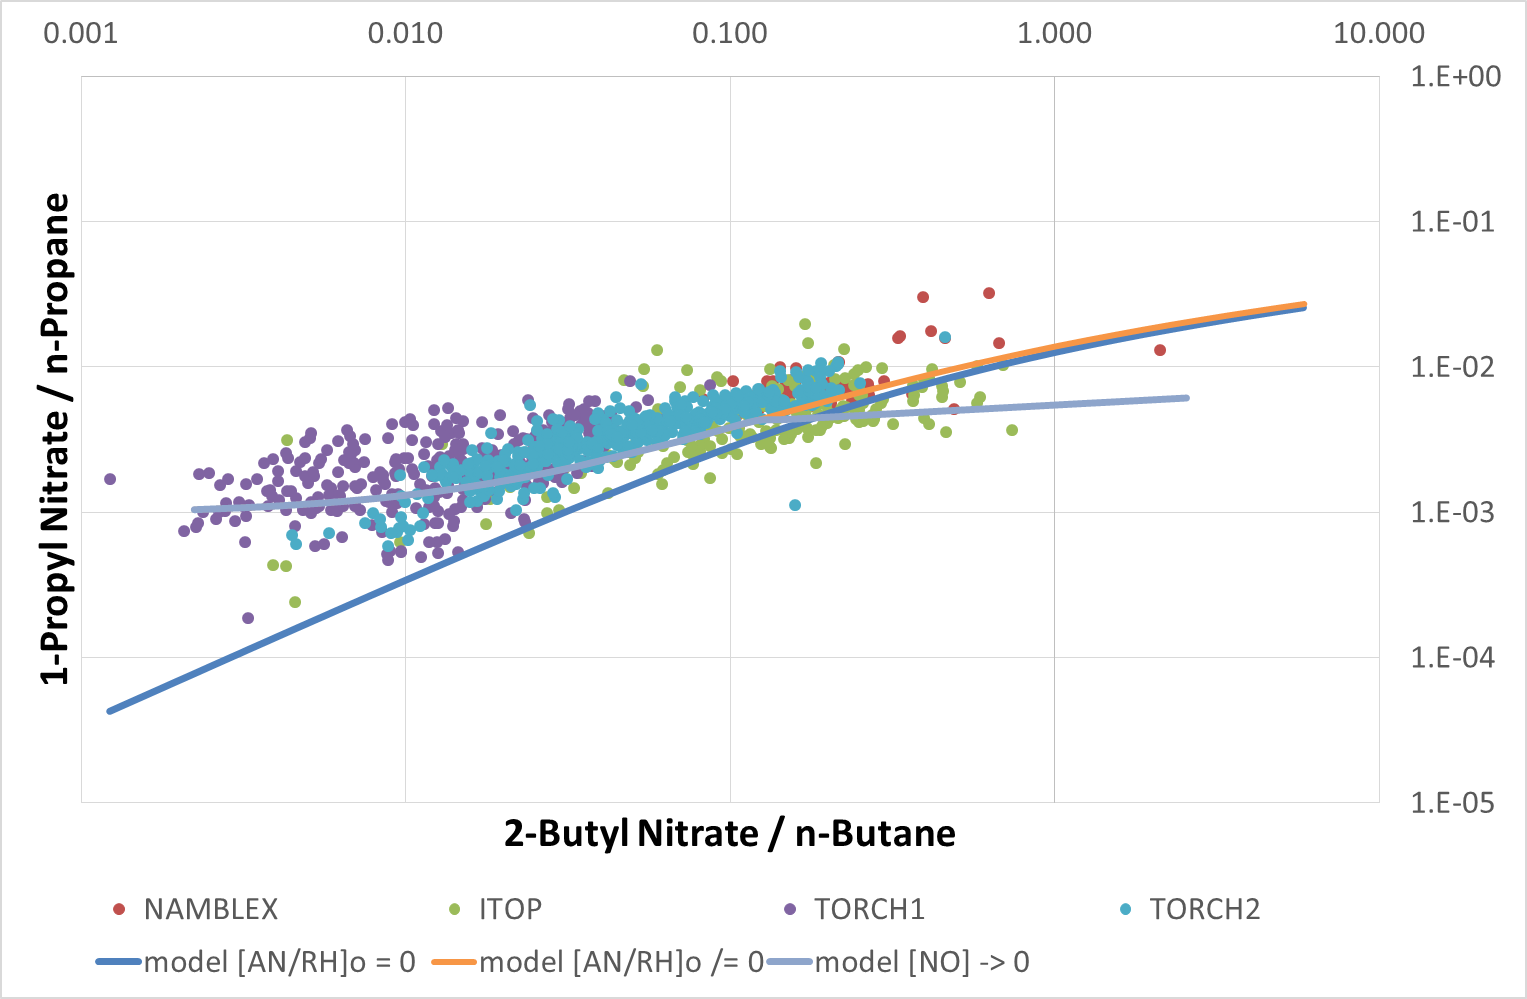 0.001 0.010 0.100 1.000 10.000
1.E+00
1.E-01
1.E-02
1.E-03
1.E-04
1.E-05
1-Propyl Nitrate / n-Propane
2-Butyl Nitrate / n-Butane
NAMBLEX ITOP TORCH1 TORCH2
model [AN/RH]o = 0 model [AN/RH]o /= 0 model [NO] -> 0